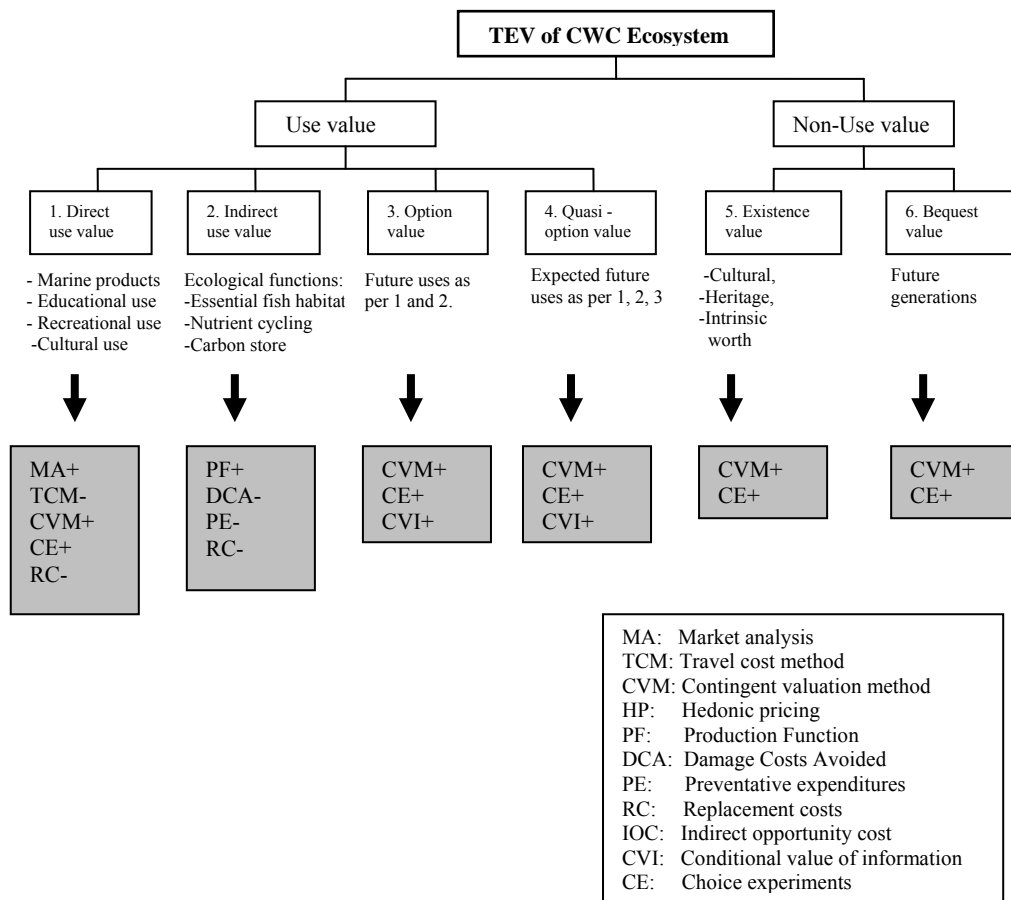 TEV of CWC Ecosystem
Use value
Non-Use value
1. Direct
use value
2. Indirect
use value
3. Option
value
4. Quasi -
option value
5. Existence
value
6. Bequest
value
- Marine products
- Educational use
- Recreational use
-Cultural use
Ecological functions:
-Essential fish habitat
-Nutrient cycling
-Carbon store
Future uses as
per 1 and 2.
Expected future
uses as per 1, 2, 3
-Cultural,
-Heritage,
-Intrinsic
worth
Future
generations
MA+
TCM-
CVM+
CE+
RC-
PF+
DCA-
PE-
RC-
CVM+
CE+
CVI+
CVM+
CE+
CVI+
CVM+
CE+
CVM+
CE+
MA: Market analysis
TCM: Travel cost method
CVM: Contingent valuation method
HP: Hedonic pricing
PF: Production Function
DCA: Damage Costs Avoided
PE: Preventative expenditures
RC: Replacement costs
IOC: Indirect opportunity cost
CVI: Conditional value of information
CE: Choice experiments